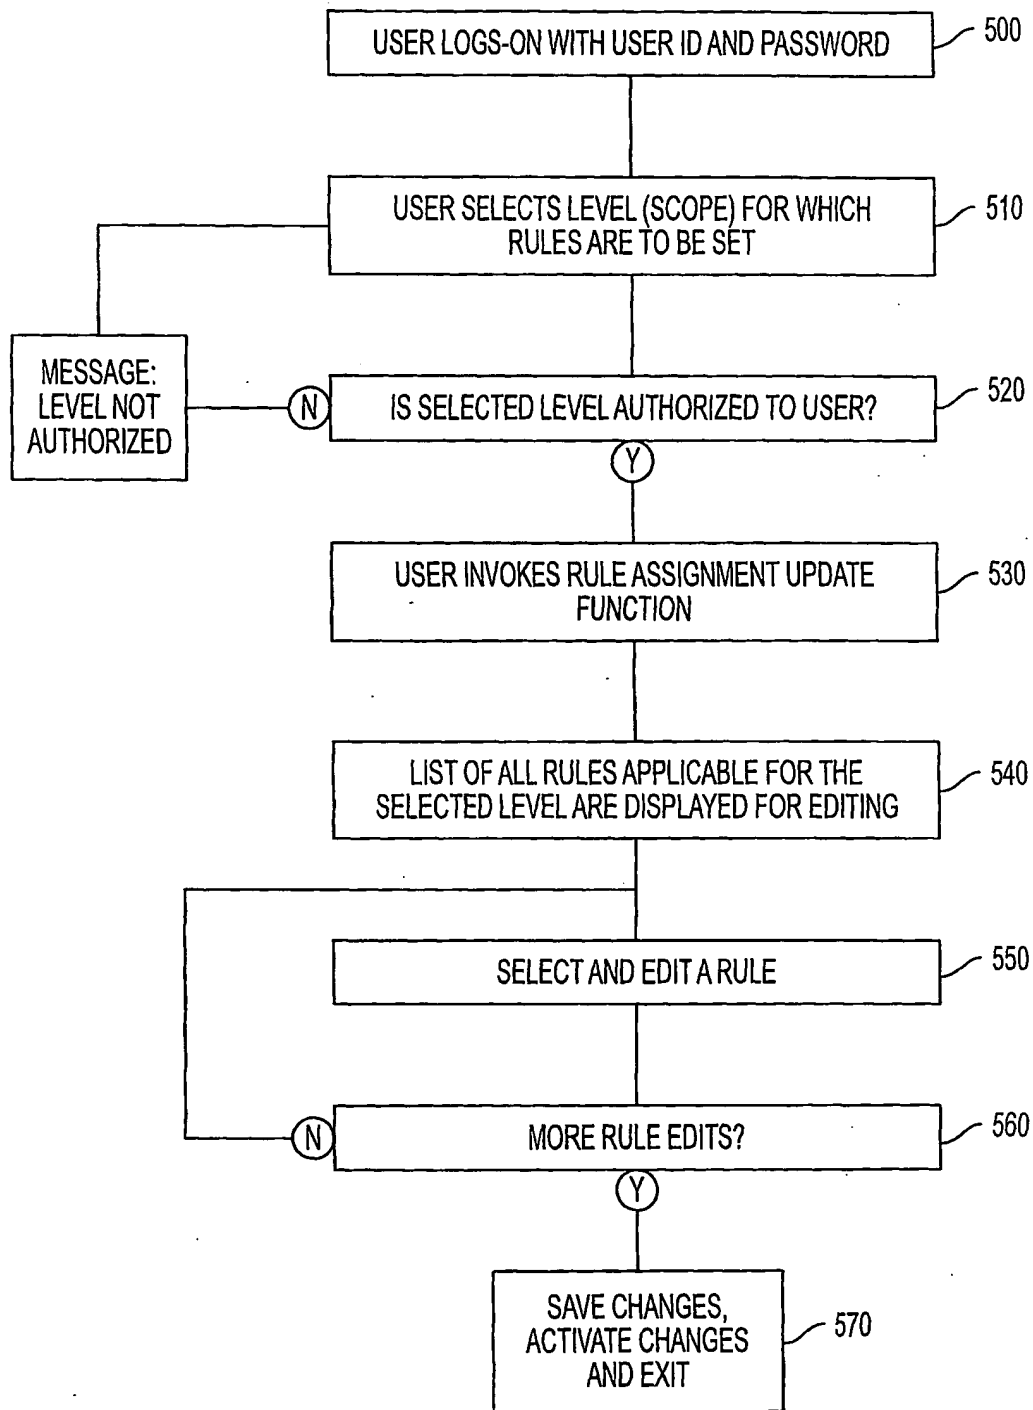 USER LOGS-ON WITH USER ID AND PASSWORD
500
USER SELECTS LEVEL (SCOPE) FOR WHICH
RULES ARE TO BE SET
510
MESSAGE:
LEVEL NOT
AUTHORIZED
N
IS SELECTED LEVEL AUTHORIZED TO USER?
520
Y
USER INVOKES RULE ASSIGNMENT UPDATE
FUNCTION
530
LIST OF ALL RULES APPLICABLE FOR THE
SELECTED LEVEL ARE DISPLAYED FOR EDITING
540
SELECT AND EDIT A RULE
550
N
MORE RULE EDITS?
560
Y
SAVE CHANGES,
ACTIVATE CHANGES
AND EXIT
570